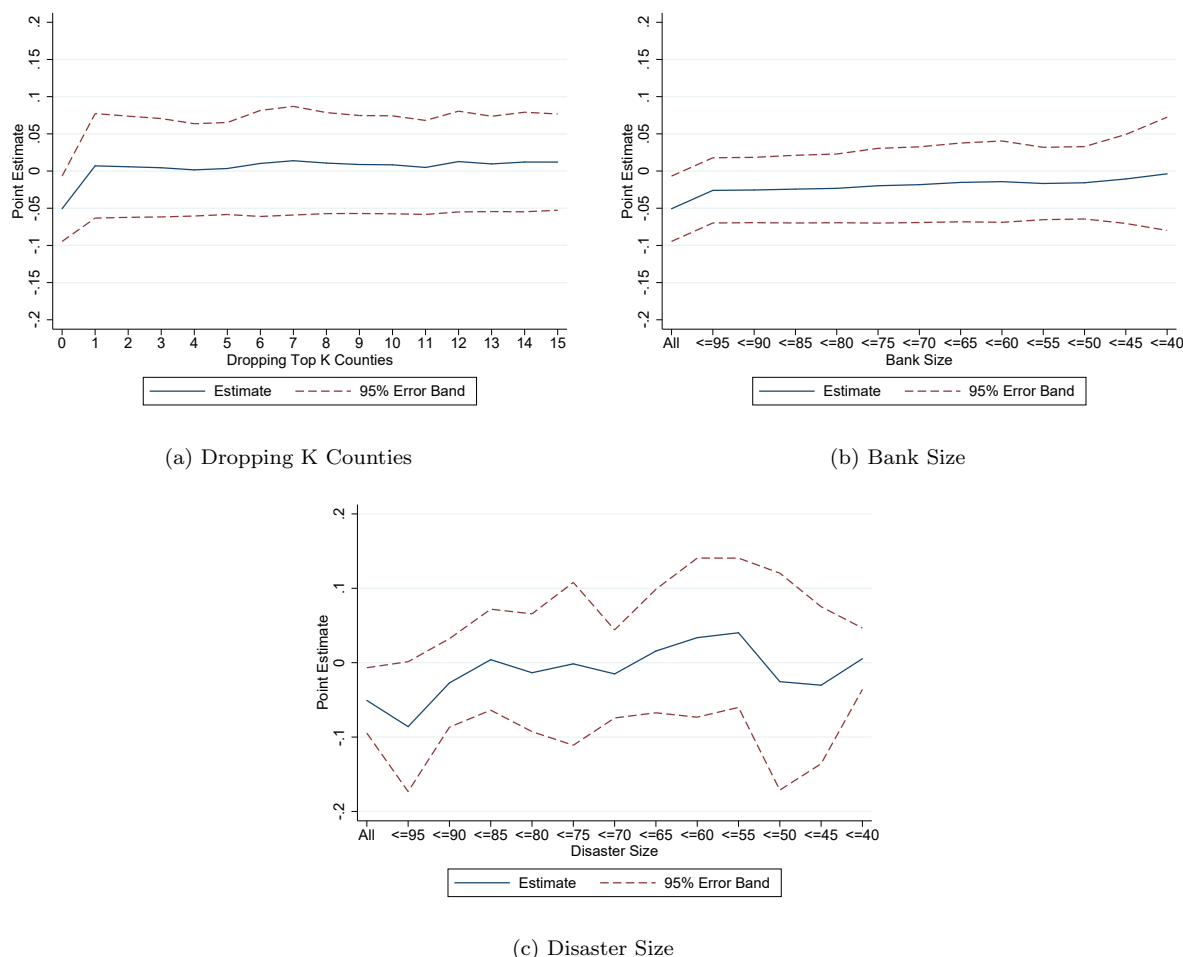 .2
.15
.1
.05
0
-.05
-.1
-.15
-.2
Point Estimate
0 1 2 3 4 5 6 7 8 9 10 11 12 13 14 15
Dropping Top K Counties
Estimate 95% Error Band
(a) Dropping K Counties
.2
.15
.1
.05
0
-.05
-.1
-.15
-.2
Point Estimate
All <=95 <=90 <=85 <=80 <=75 <=70 <=65 <=60 <=55 <=50 <=45 <=40
Bank Size
Estimate 95% Error Band
(b) Bank Size
.2
.1
0
-.1
-.2
Point Estimate
All <=95 <=90 <=85 <=80 <=75 <=70 <=65 <=60 <=55 <=50 <=45 <=40
Disaster Size
Estimate 95% Error Band
(c) Disaster Size